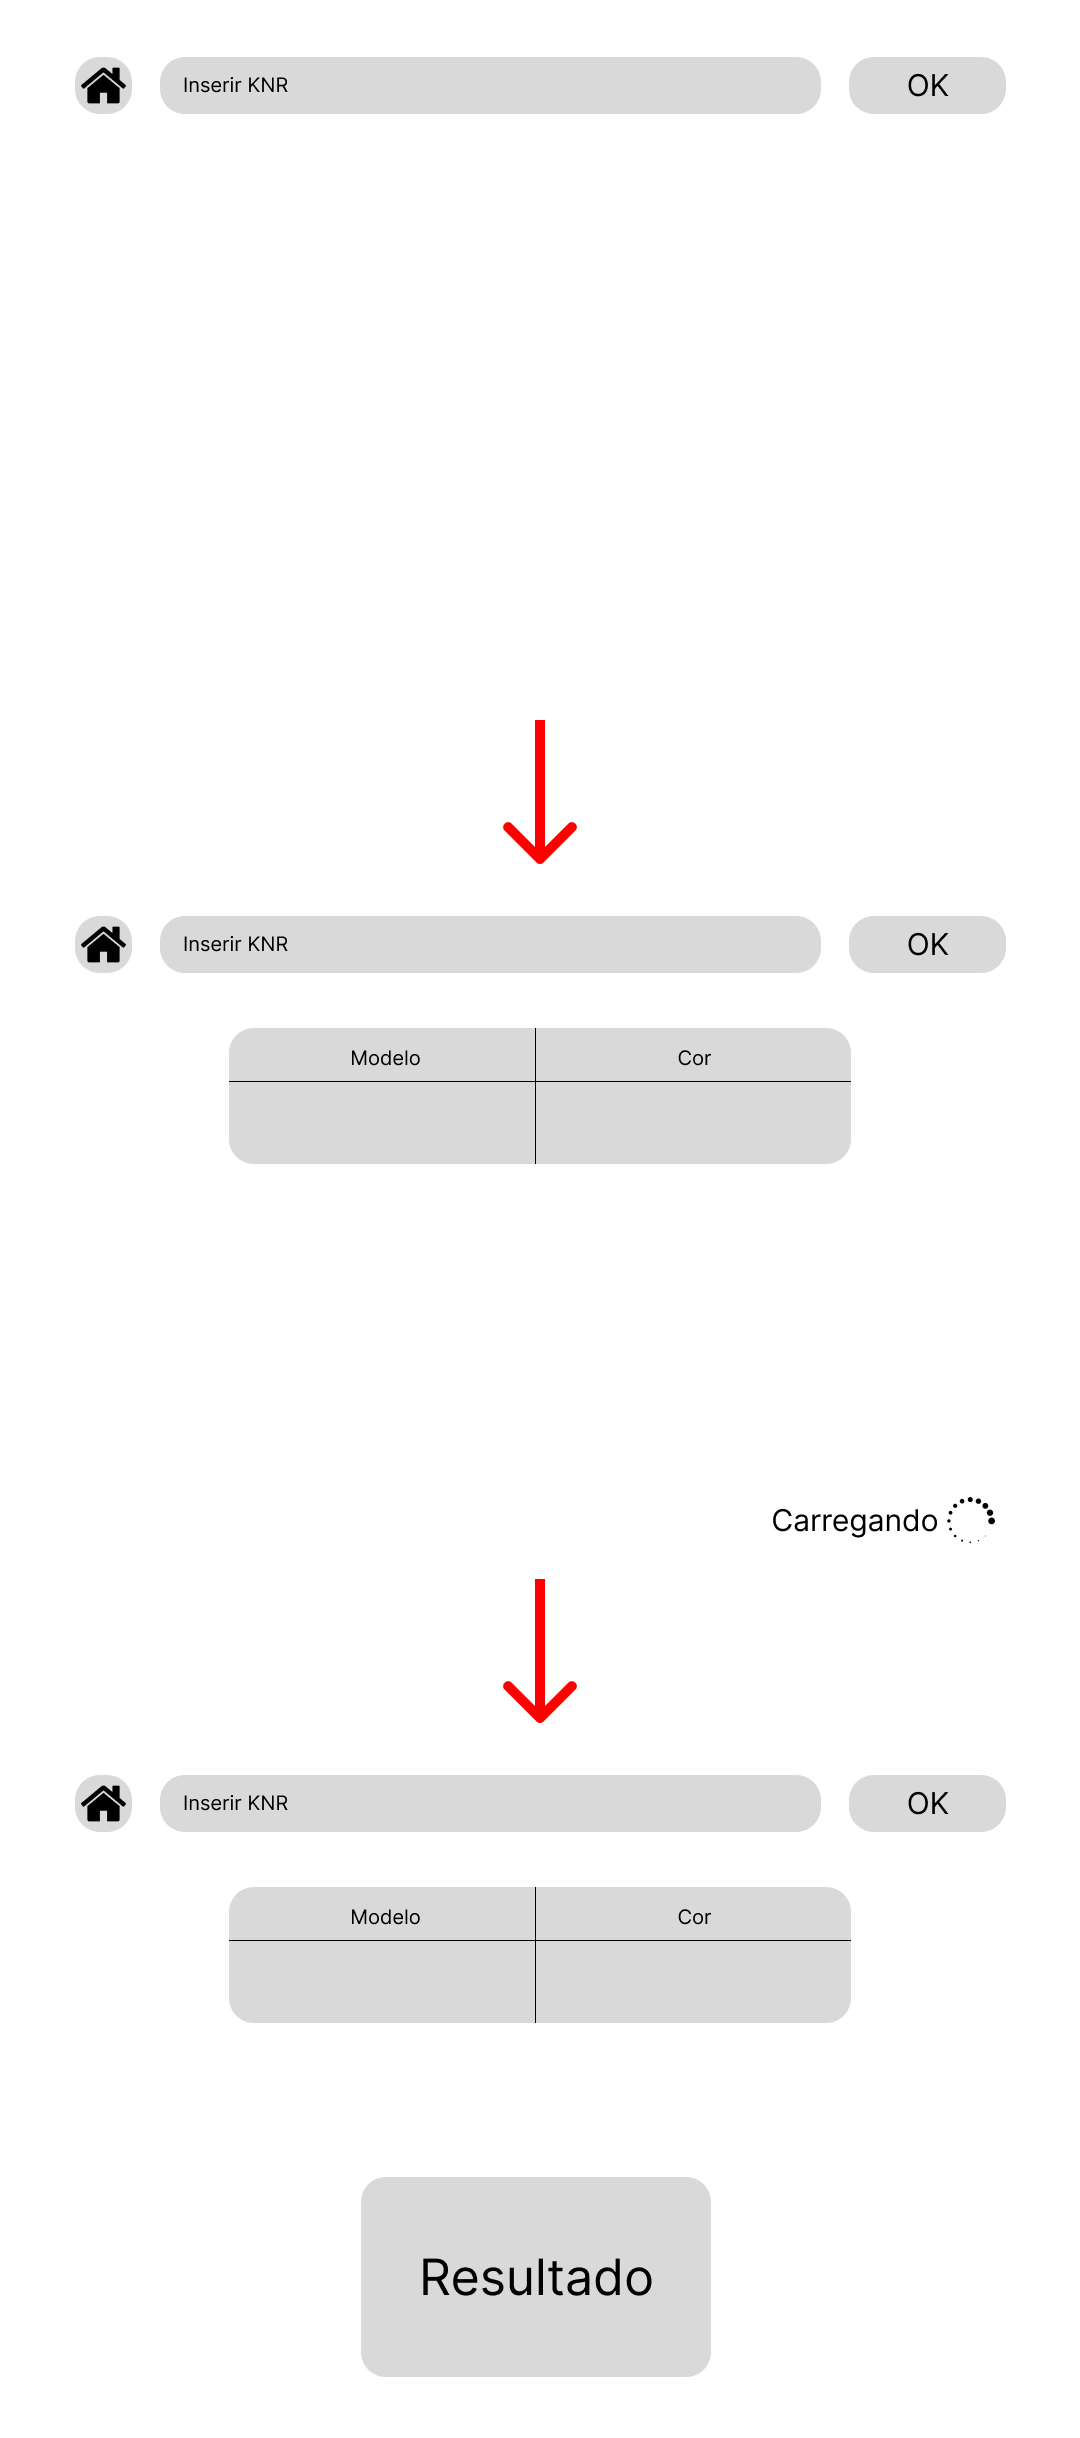 Inserir KNR
OK
Inserir KNR
OK
Modelo
Cor
Carregando
Inserir KNR
OK
Modelo
Cor
Resultado